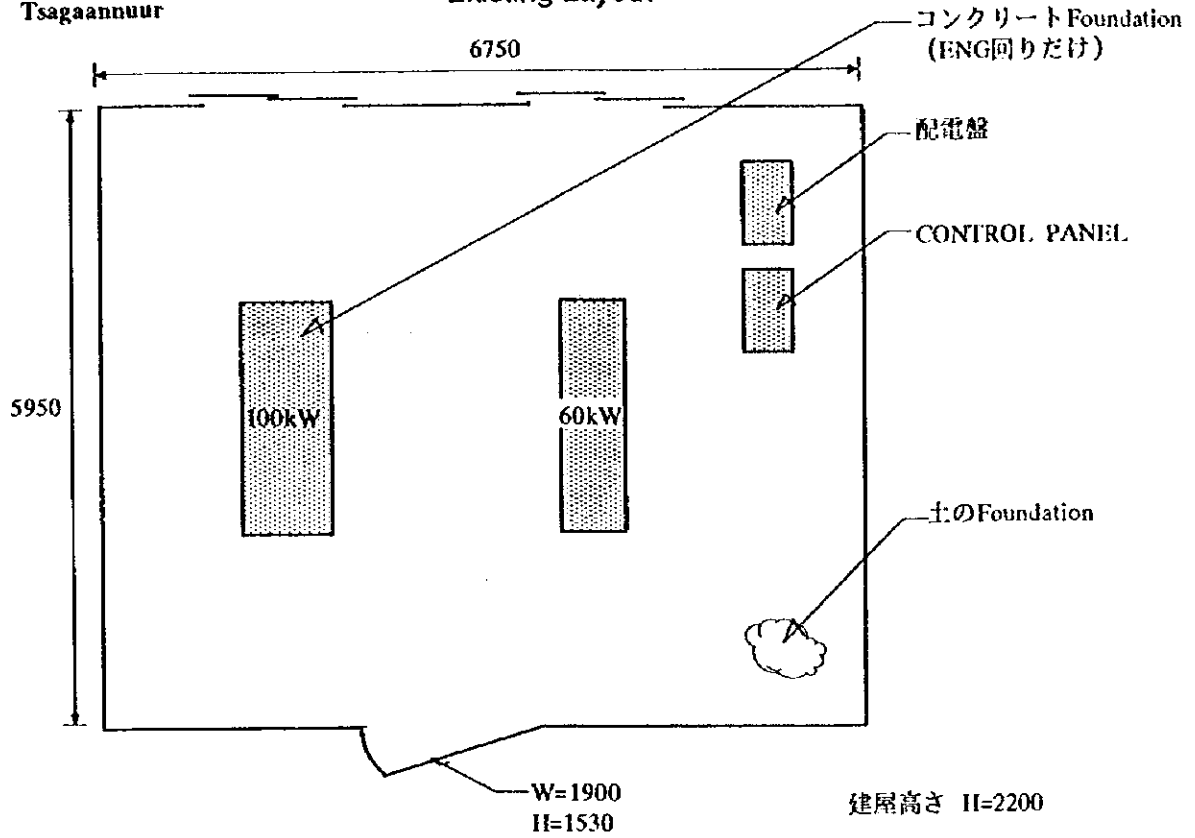 Tsagaannuur
6750
コンクリートFoundation
(ENG回りだけ)
配電盤
CONTROL PANEL
5950
100kW
60kW
土のFoundation
W=1900
H=1530
建屋高さ H=2200